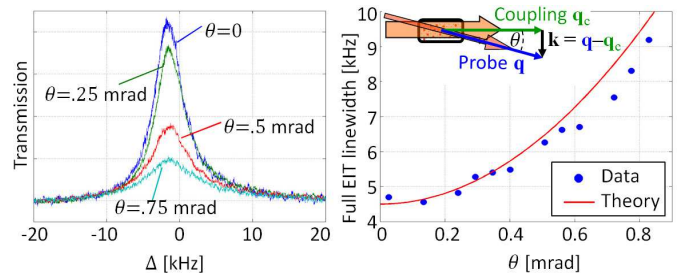 Transmission
θ=0
θ=.25 mrad
θ=.5 mrad
θ=.75 mrad
-20 -10 0 10 20
Δ [kHz]
Full EIT linewidth [kHz]
10
9
8
7
6
5
4
0 0.2 0.4 0.6 0.8
θ [mrad]
Coupling q_c
θ
k = q–q_c
Probe q
Data
Theory